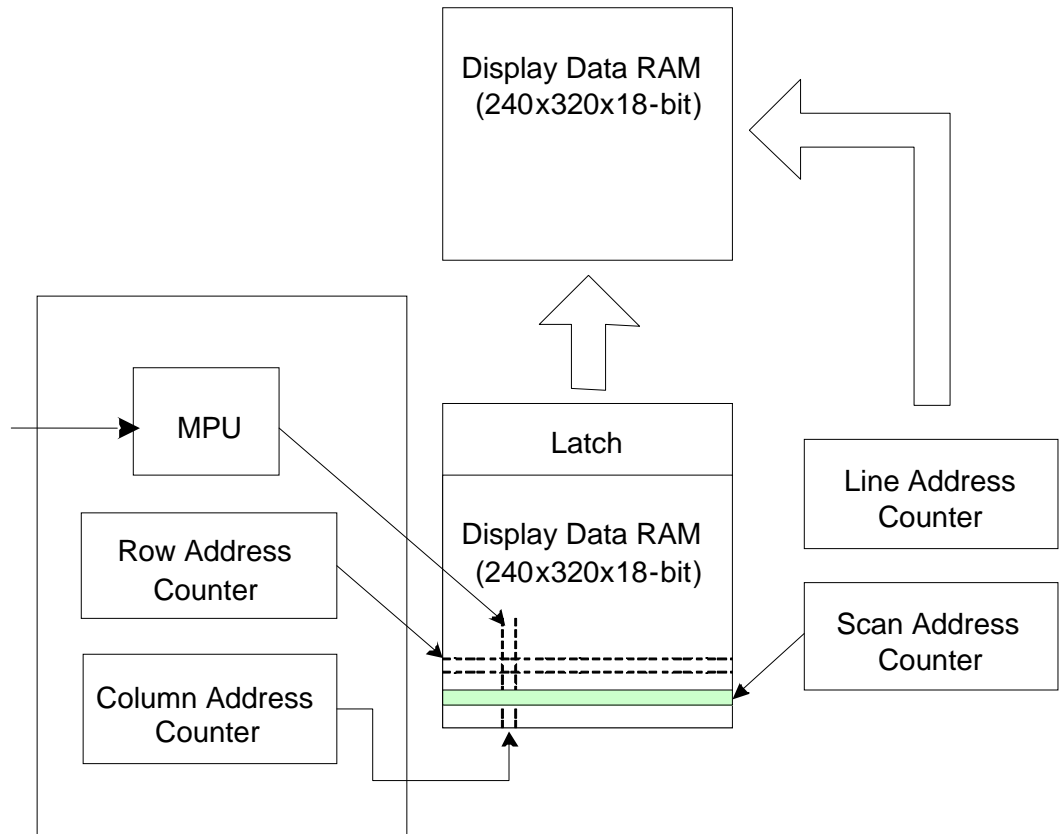 Display Data RAM
(240x320x18-bit)
MPU
Latch
Line Address
Counter
Row Address
Counter
Display Data RAM
(240x320x18-bit)
Scan Address
Counter
Column Address
Counter